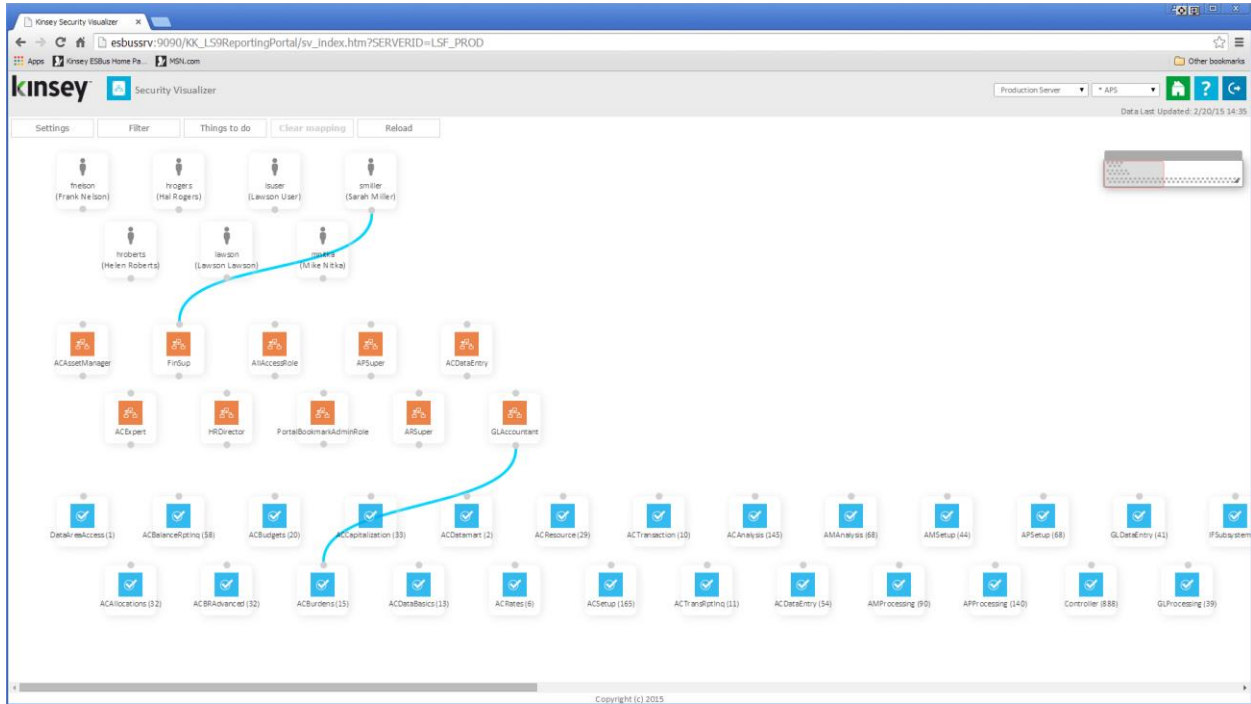 Kinsey Security Visualizer
esbussrv:9090/KK_LS9ReportingPortal/sv_index.htm?SERVERID=LSF_PROD
Apps Kinsey ESBus Home Pa... MSN.com Other bookmarks
kinsey Security Visualizer Production Server * APS ?
Data Last Updated: 2/20/15 14:35
Settings Filter Things to do Clear mapping Reload
fnelson hrogers lsuser smiller
(Frank Nelson) (Hal Rogers) (Lawson User) (Sarah Miller)
hroberts lawson mnitka
(Helen Roberts) (Lawson Lawson) (Mike Nitka)
ACAssetManager FinSup AllAccessRole APSuper ACDataEntry
ACExpert HRDirector PortalBookmarkAdminRole ARSuper GLAccountant
DataAreaAccess (1) ACBalanceRpting (58) ACBudgets (20) ACCapitalization (33) ACDatamart (2) ACResource (29) ACTransaction (10) ACAnalysis (145) AMAnalysis (68) AMSetup (44) APSetup (68) GLDataEntry (41) IFSubsystem
ACAllocations (32) ACBRAdvanced (32) ACBurdens (15) ACDataBasics (13) ACRates (6) ACSetup (165) ACTransRpting (11) ACDataEntry (54) AMProcessing (90) APProcessing (140) Controller (888) GLProcessing (39)
Copyright (c) 2015